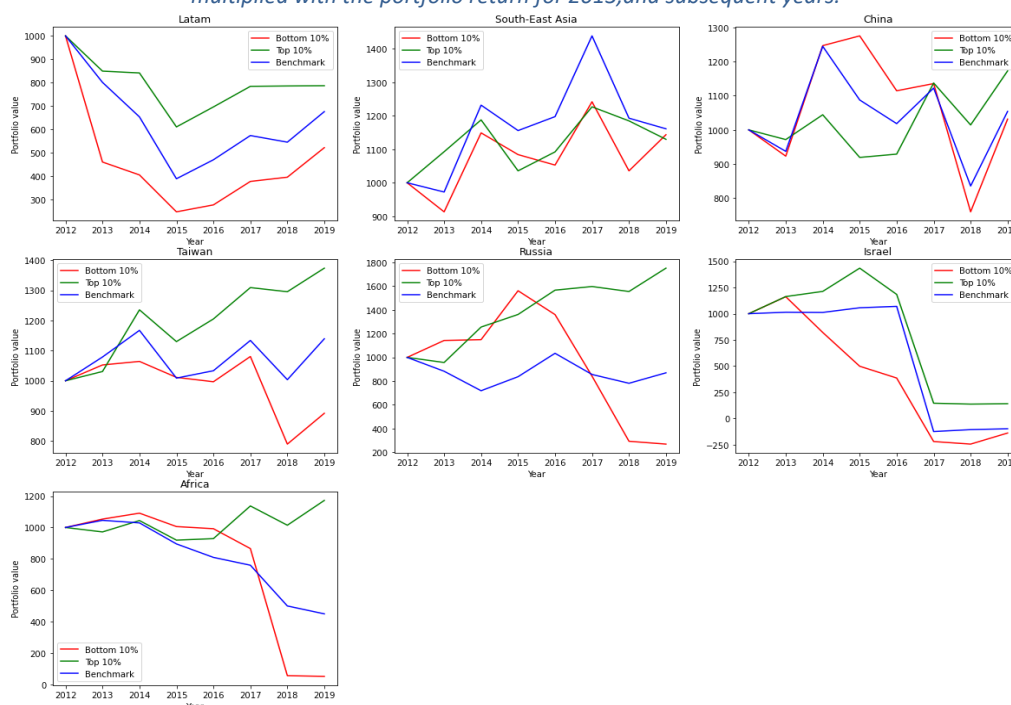 multiplied with the portfolio return for 2013,and subsequent years.
Latam
South-East Asia
China
Portfolio value
1000
900
800
700
600
500
400
300
Bottom 10%
Top 10%
Benchmark
2012 2013 2014 2015 2016 2017 2018 2019
Year
Portfolio value
1400
1300
1200
1100
1000
900
Bottom 10%
Top 10%
Benchmark
2012 2013 2014 2015 2016 2017 2018 2019
Year
Portfolio value
1300
1200
1100
1000
900
800
Bottom 10%
Top 10%
Benchmark
2012 2013 2014 2015 2016 2017 2018 2019
Year
Taiwan
Russia
Israel
Portfolio value
1400
1300
1200
1100
1000
900
800
Bottom 10%
Top 10%
Benchmark
2012 2013 2014 2015 2016 2017 2018 2019
Year
Portfolio value
1800
1600
1400
1200
1000
800
600
400
200
Bottom 10%
Top 10%
Benchmark
2012 2013 2014 2015 2016 2017 2018 2019
Year
Portfolio value
1500
1250
1000
750
500
250
0
−250
Bottom 10%
Top 10%
Benchmark
2012 2013 2014 2015 2016 2017 2018 2019
Year
Africa
Portfolio value
1200
1000
800
600
400
200
0
Bottom 10%
Top 10%
Benchmark
2012 2013 2014 2015 2016 2017 2018 2019
Year